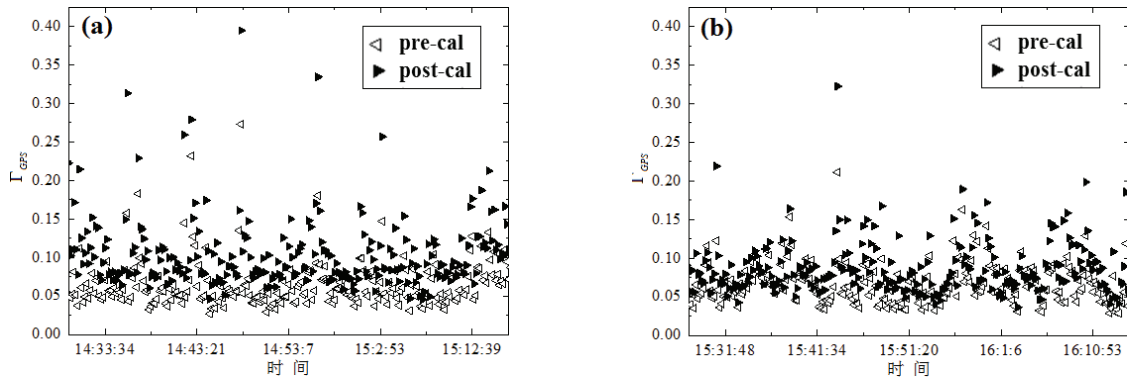 (a)
pre-cal
post-cal
Γ GPS
0.40
0.35
0.30
0.25
0.20
0.15
0.10
0.05
0.00
14:33:34 14:43:21 14:53:7 15:2:53 15:12:39
时 间
(b)
pre-cal
post-cal
Γ GPS
0.40
0.35
0.30
0.25
0.20
0.15
0.10
0.05
0.00
15:31:48 15:41:34 15:51:20 16:1:6 16:10:53
时 间